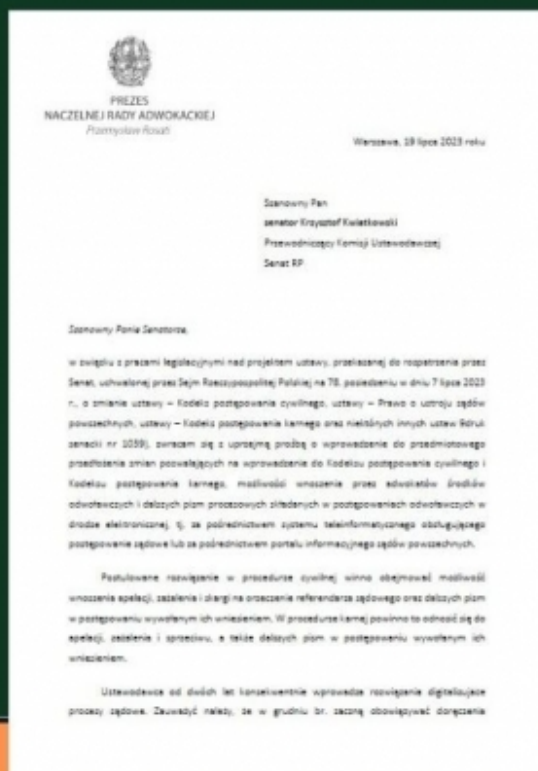 PREZES
NACZELNEJ RADY ADWOKACKIEJ
Przemysław Rosati
Warszawa, 19 lipca 2023 roku
Szanowny Pan
senator Krzysztof Kwiatkowski
Przewodniczący Komisji Ustawodawczej
Senat RP
Szanowny Panie Senatorze,
w związku z pracami legislacyjnymi nad projektem ustawy, przekazanej do rozpatrzenia przez
Senat, uchwalonej przez Sejm Rzeczypospolitej Polskiej na 78. posiedzeniu w dniu 7 lipca 2023
r., o zmianie ustawy – Kodeks postępowania cywilnego, ustawy – Prawo o ustroju sądów
powszechnych, ustawy – Kodeks postępowania karnego oraz niektórych innych ustaw (druk
senacki nr 1039), zwracam się z uprzejmą prośbą o wprowadzenie do przedmiotowego
przedłożenia zmian pozwalających na wprowadzenie do Kodeksu postępowania cywilnego i
Kodeksu postępowania karnego, możliwości wnoszenia przez adwokatów środków
odwoławczych i dalszych pism procesowych składanych w postępowaniach odwoławczych w
drodze elektronicznej, tj. za pośrednictwem systemu teleinformatycznego obsługującego
postępowanie sądowe lub za pośrednictwem portalu informacyjnego sądów powszechnych.
Postulowane rozwiązanie w procedurze cywilnej winno obejmować możliwość
wnoszenia apelacji, zażalenia i skargi na orzeczenie referendarza sądowego oraz dalszych pism
w postępowaniu wywołanym ich wniesieniem. W procedurze karnej powinno to odnosić się do
apelacji, zażalenia i sprzeciwu, a także dalszych pism w postępowaniu wywołanym ich
wniesieniem.
Ustawodawca od dwóch lat konsekwentnie wprowadza rozwiązania digitalizujące
procesy sądowe. Zauważyć należy, że w grudniu br. zaczną obowiązywać doręczenia